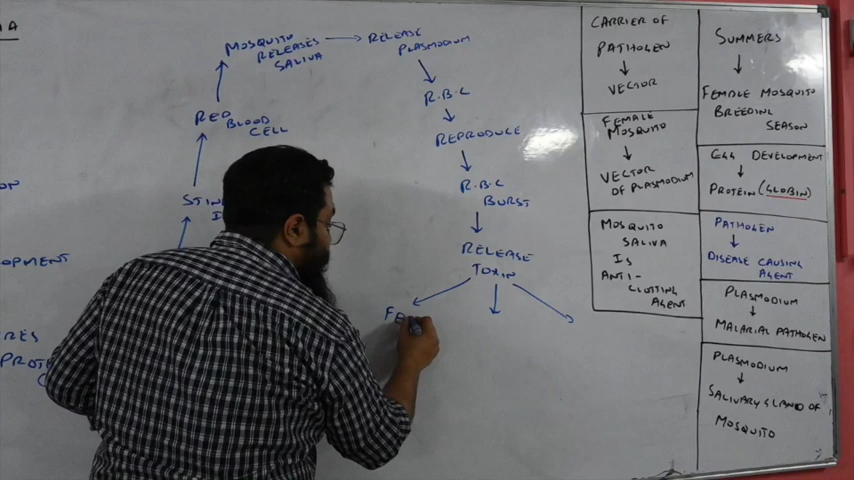 MOSQUITO
RELEASES
SALIVA
RELEASE
PLASMODIUM
R.B.C
REPRODUCE
R.B.C
BURST
RELEASE
TOXIN
RED
BLOOD
CELL
CARRIER OF
PATHOGEN
VECTOR
FEMALE
MOSQUITO
VECTOR
OF PLASMODIUM
MOSQUITO
SALIVA
IS
ANTI-
CLOTTING
AGENT
SUMMERS
FEMALE MOSQUITO
BREEDING
SEASON
EGG DEVELOPMENT
PROTEIN (GLOBIN)
PATHOGEN
DISEASE CAUSING
AGENT
PLASMODIUM
MALARIAL PATHOGEN
PLASMODIUM
SALIVARY GLAND OF
MOSQUITO